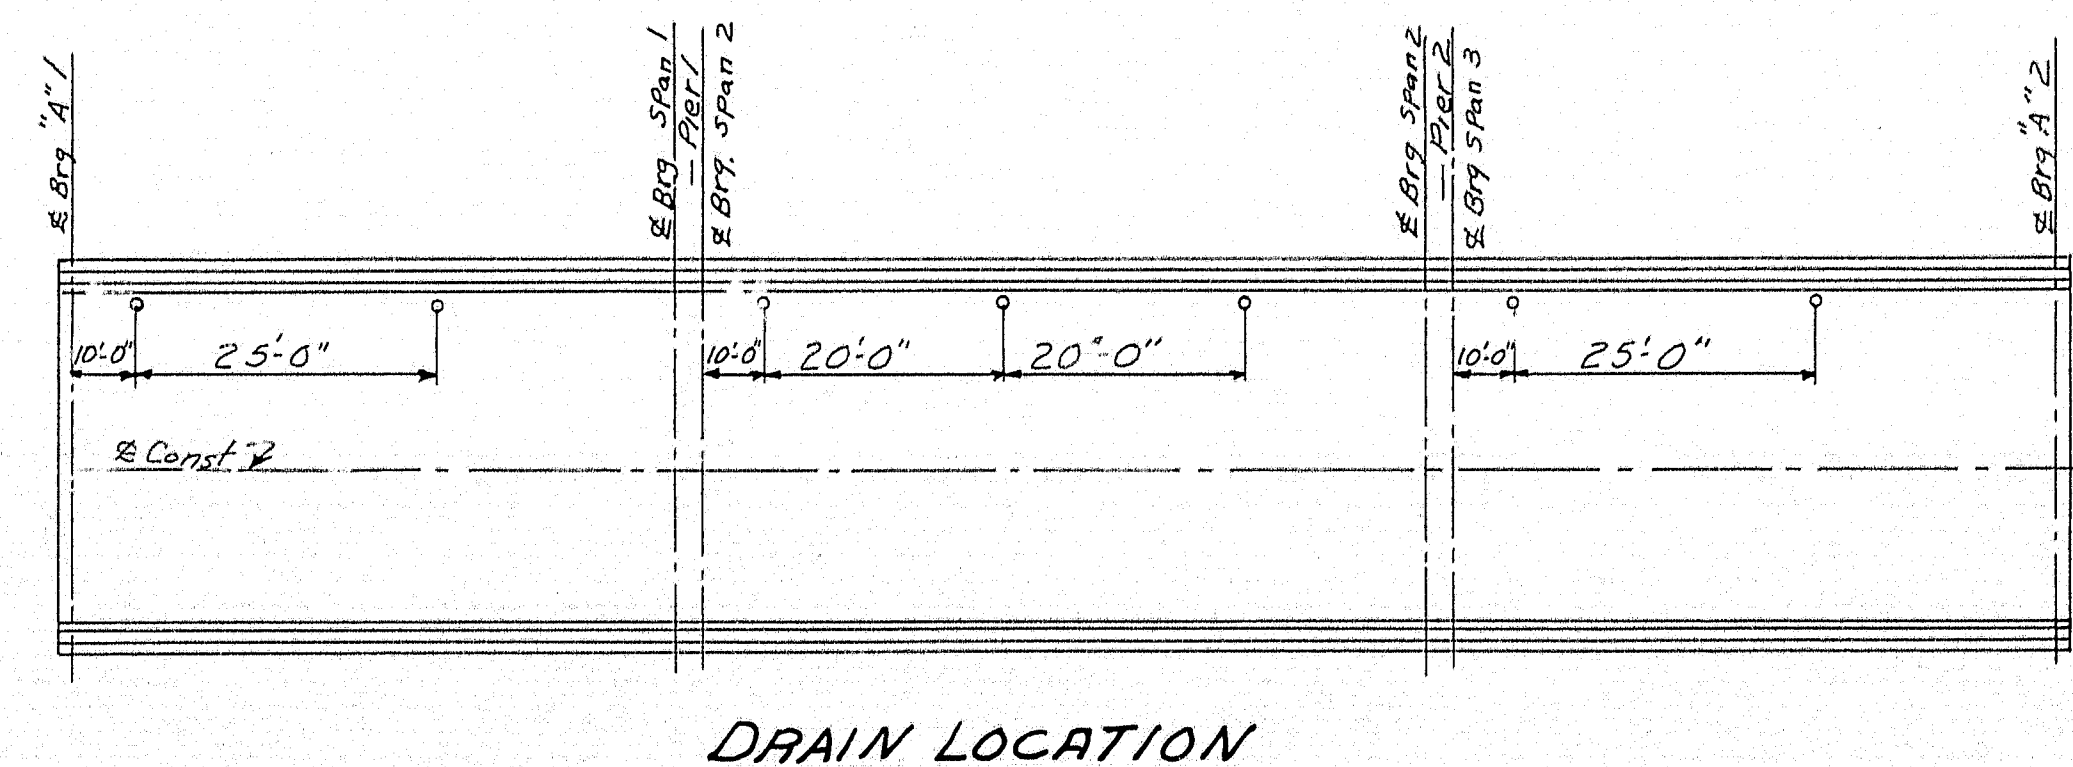 ℄ Brg "A" 1
℄ Brg Span 1
Pier 1
℄ Brg. Span 2
℄ Brg Span 2
Pier 2
℄ Brg Span 3
℄ Brg "A" 2
10'-0"
25'-0"
10'-0"
20'-0"
20'-0"
10'-0"
25'-0"
℄ Const
DRAIN LOCATION